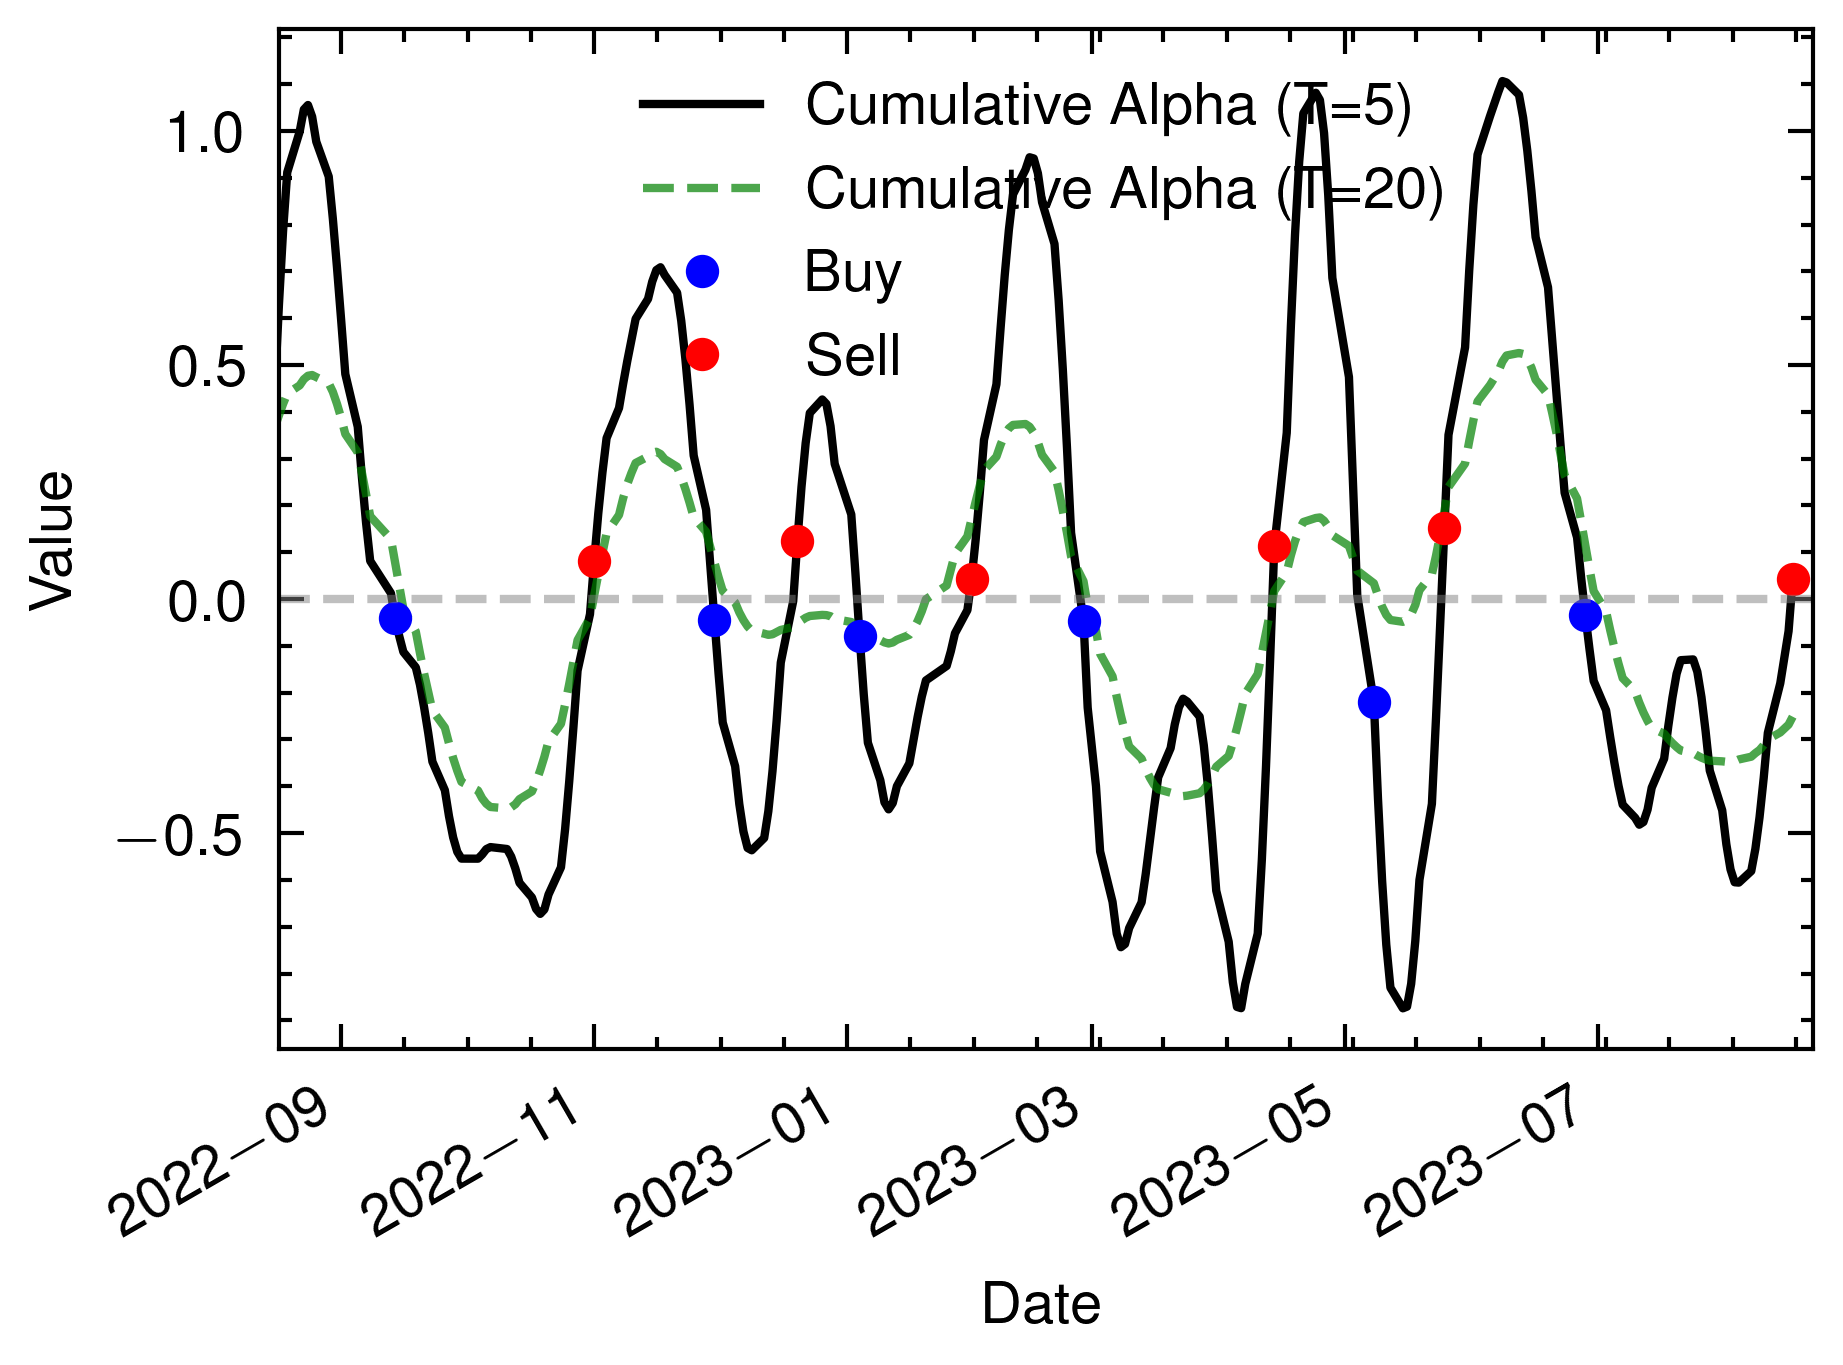 Cumulative Alpha (T=5)
Cumulative Alpha (T=20)
Buy
Sell
1.0
0.5
0.0
−0.5
Value
2022−09
2022−11
2023−01
2023−03
2023−05
2023−07
Date